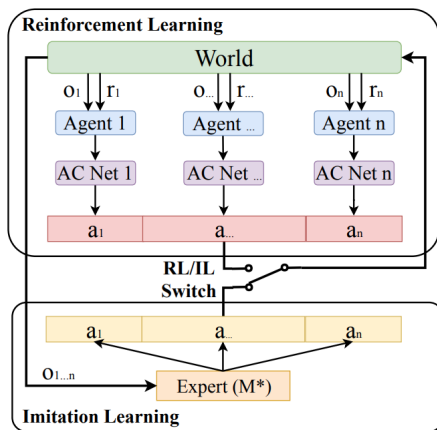 Reinforcement Learning
World
o1 r1 o... r... on rn
Agent 1 Agent ... Agent n
AC Net 1 AC Net ... AC Net n
a1 a... an
RL/IL
Switch
a1 a... an
o1...n
Expert (M*)
Imitation Learning